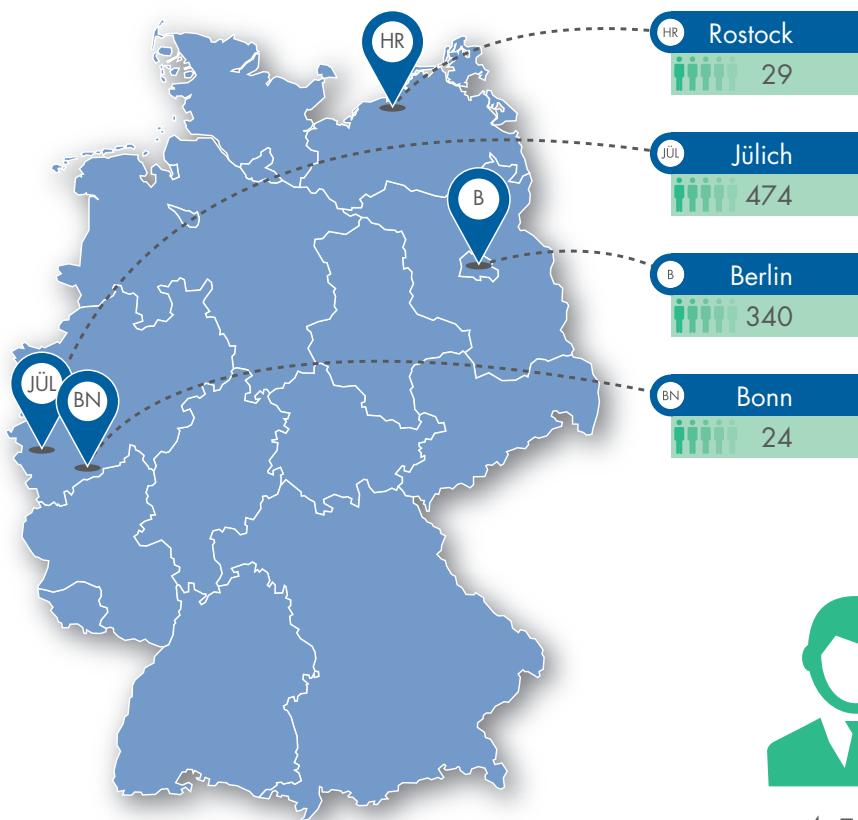 HR
HR Rostock
29
JÜL Jülich
474
B
B Berlin
340
JÜL
BN
BN Bonn
24